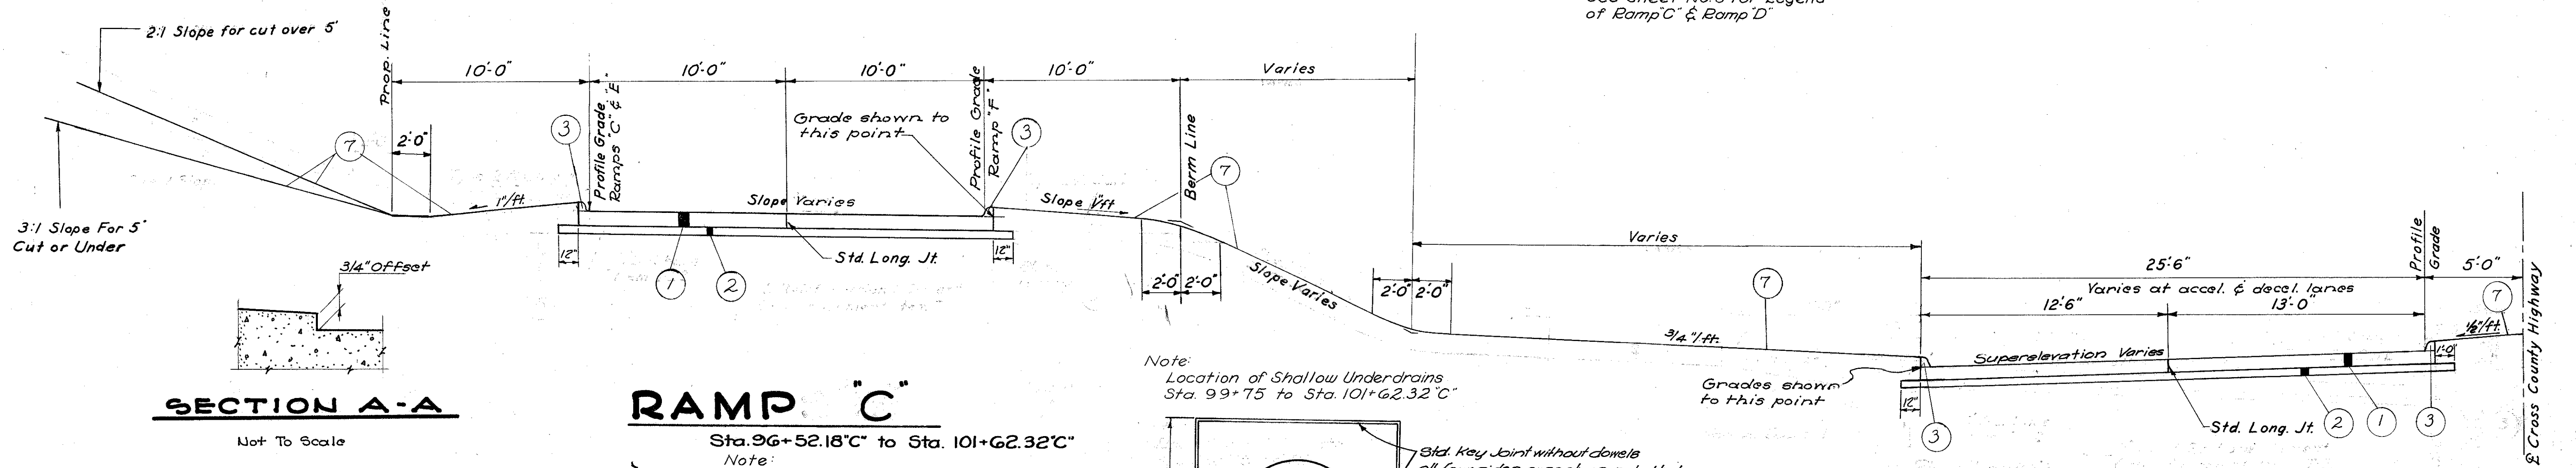 See Sheet No.6 for Legend
of Ramp "C" & Ramp "D"
2:1 Slope for cut over 5'
Prop. Line
10'-0"
10'-0"
10'-0"
10'-0"
Varies
Profile Grade
Ramps "C" & "E"
Grade shown to
this point
Profile Grade
Ramp "F"
Berm Line
3
3
7
2'-0"
7
1"/ft.
Slope Varies
Slope 1"/ft
3:1 Slope For 5'
Cut or Under
12"
12"
Std. Long. Jt.
1
2
2'-0"
2'-0"
Slope Varies
2'-0"
2'-0"
Varies
7
3/4"/ft.
25'-6"
Profile
Grade
5'-0"
Varies at accel. & decel. lanes
12'-6"
13'-0"
7
1/2"/ft.
1'-0"
Superelevation Varies
Grades shown
to this point
12"
3
Std. Long. Jt.
2
1
3
℄ Cross County Highway
3/4" Offset
SECTION A-A
Not To Scale
RAMP "C"
Sta. 96+52.18"C" to Sta. 101+62.32"C"
Note:
Note:
Location of Shallow Underdrains
Sta. 99+75 to Sta. 101+62.32"C"
Std. Key Joint without dowels